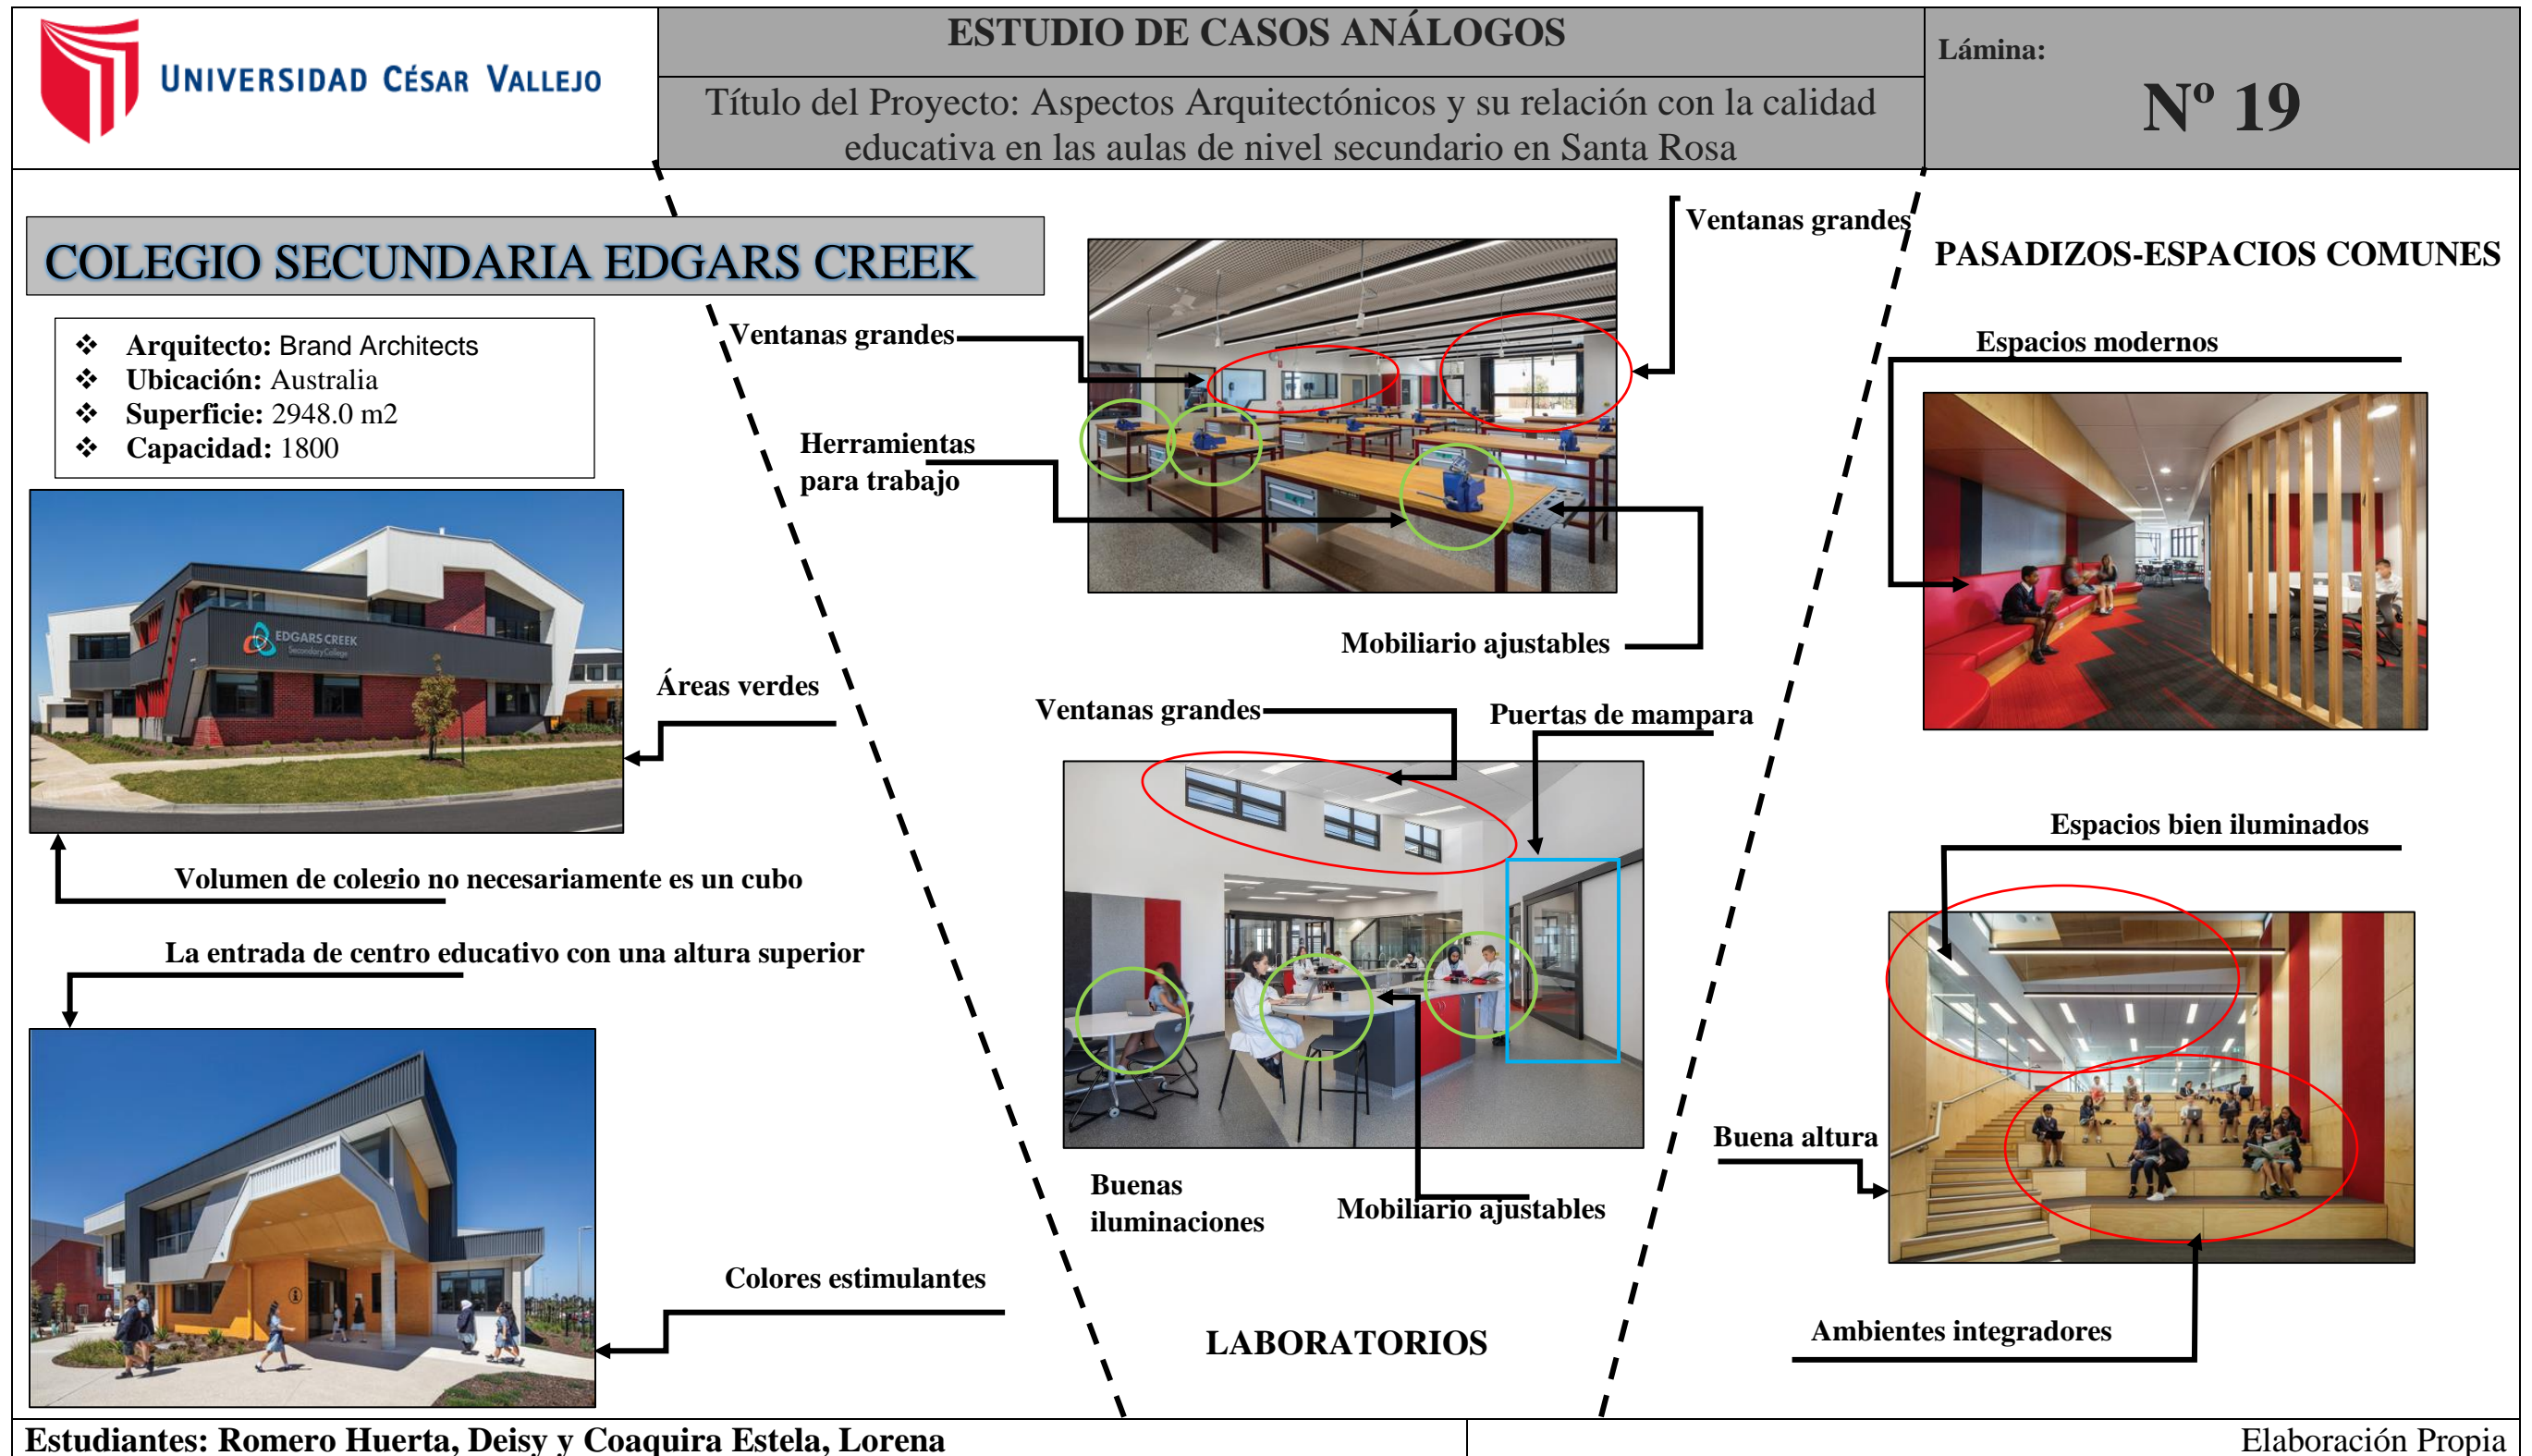 UNIVERSIDAD CÉSAR VALLEJO
ESTUDIO DE CASOS ANÁLOGOS
Título del Proyecto: Aspectos Arquitectónicos y su relación con la calidad
educativa en las aulas de nivel secundario en Santa Rosa
Lámina:
Nº 19
COLEGIO SECUNDARIA EDGARS CREEK
❖ Arquitecto: Brand Architects
❖ Ubicación: Australia
❖ Superficie: 2948.0 m2
❖ Capacidad: 1800
EDGARS CREEK
Secondary College
Áreas verdes
Volumen de colegio no necesariamente es un cubo
La entrada de centro educativo con una altura superior
Colores estimulantes
Ventanas grandes
Ventanas grandes
Herramientas
para trabajo
Mobiliario ajustables
Ventanas grandes
Puertas de mampara
Buenas
iluminaciones
Mobiliario ajustables
LABORATORIOS
PASADIZOS-ESPACIOS COMUNES
Espacios modernos
Espacios bien iluminados
Buena altura
Ambientes integradores
Estudiantes: Romero Huerta, Deisy y Coaquira Estela, Lorena
Elaboración Propia